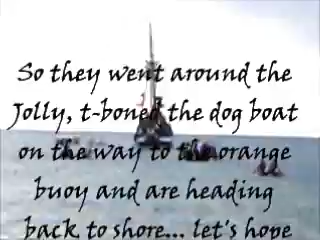 So they went around the
Jolly, t-boned the dog boat
on the way to the orange
buoy and are heading
back to shore... let's hope